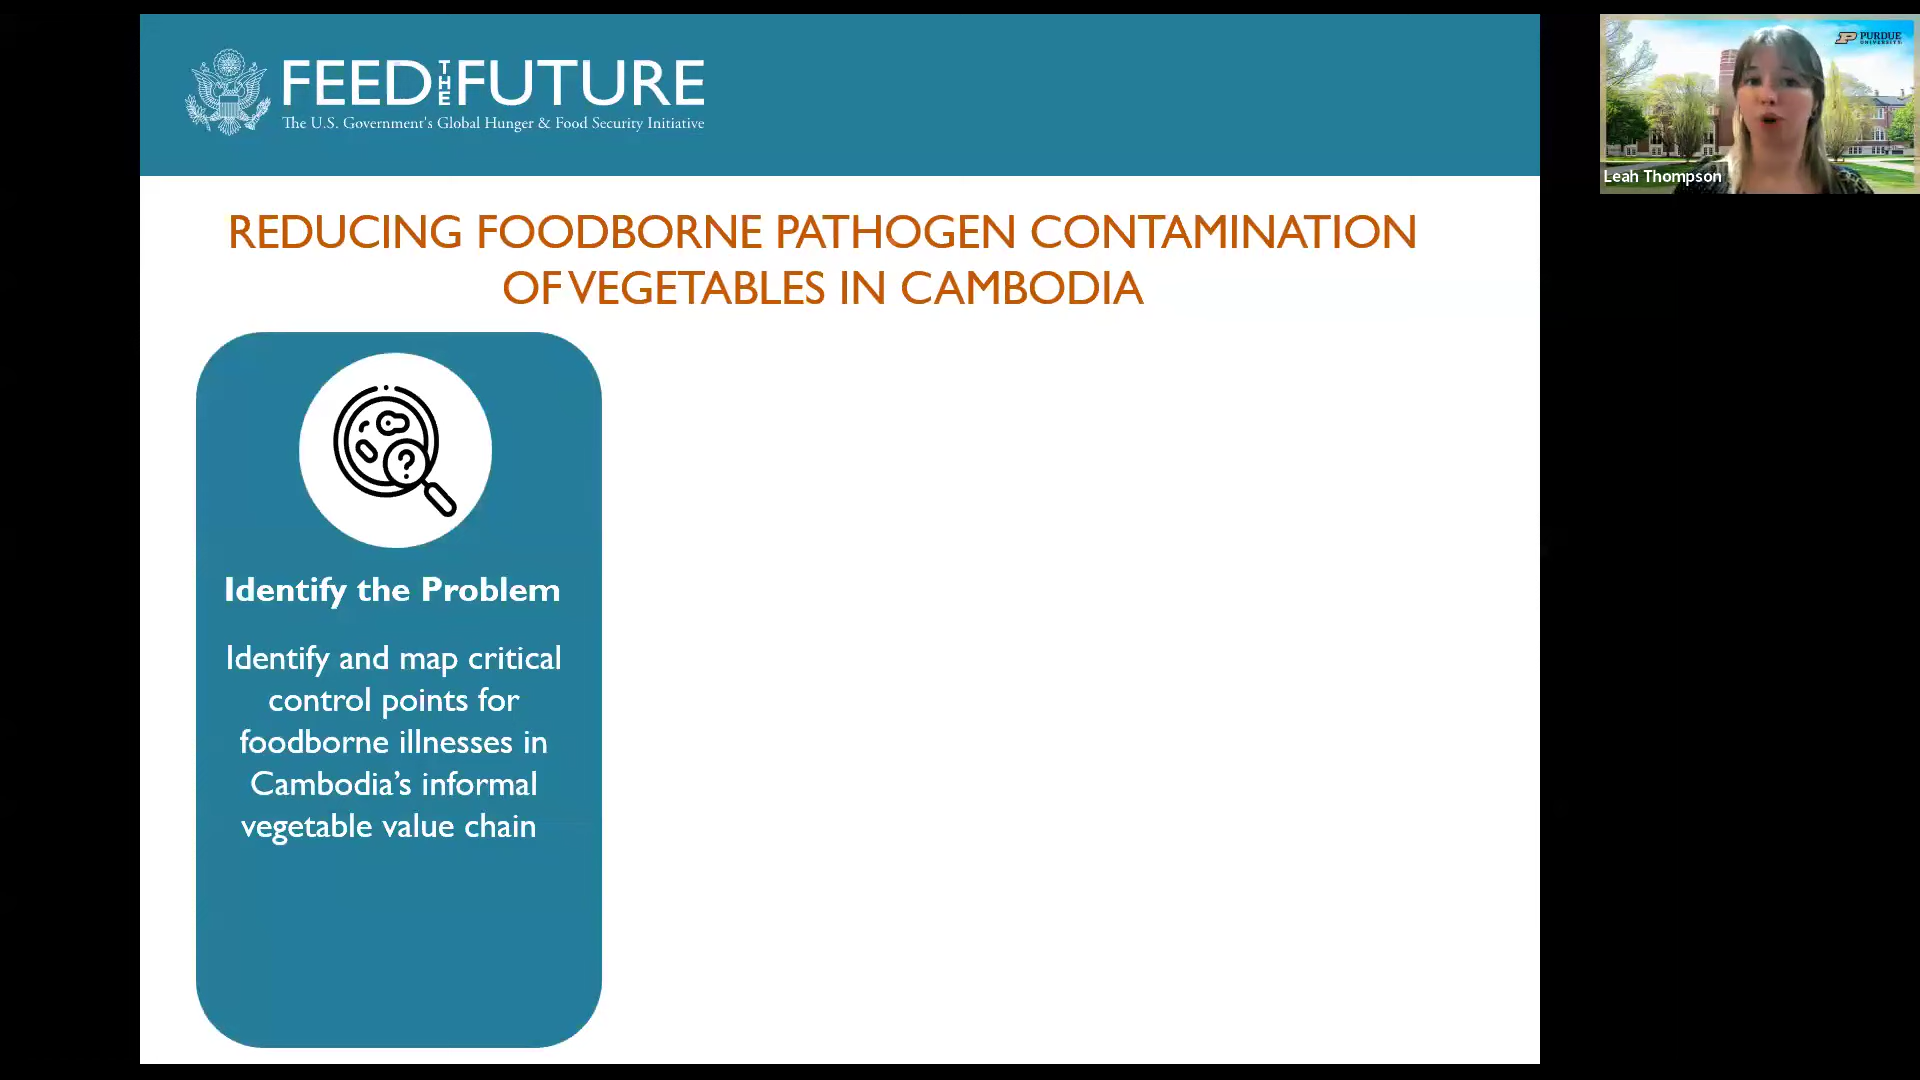 FEED THE FUTURE
The U.S. Government's Global Hunger & Food Security Initiative
PURDUE
UNIVERSITY
Leah Thompson
REDUCING FOODBORNE PATHOGEN CONTAMINATION
OF VEGETABLES IN CAMBODIA
?
Identify the Problem
Identify and map critical
control points for
foodborne illnesses in
Cambodia's informal
vegetable value chain